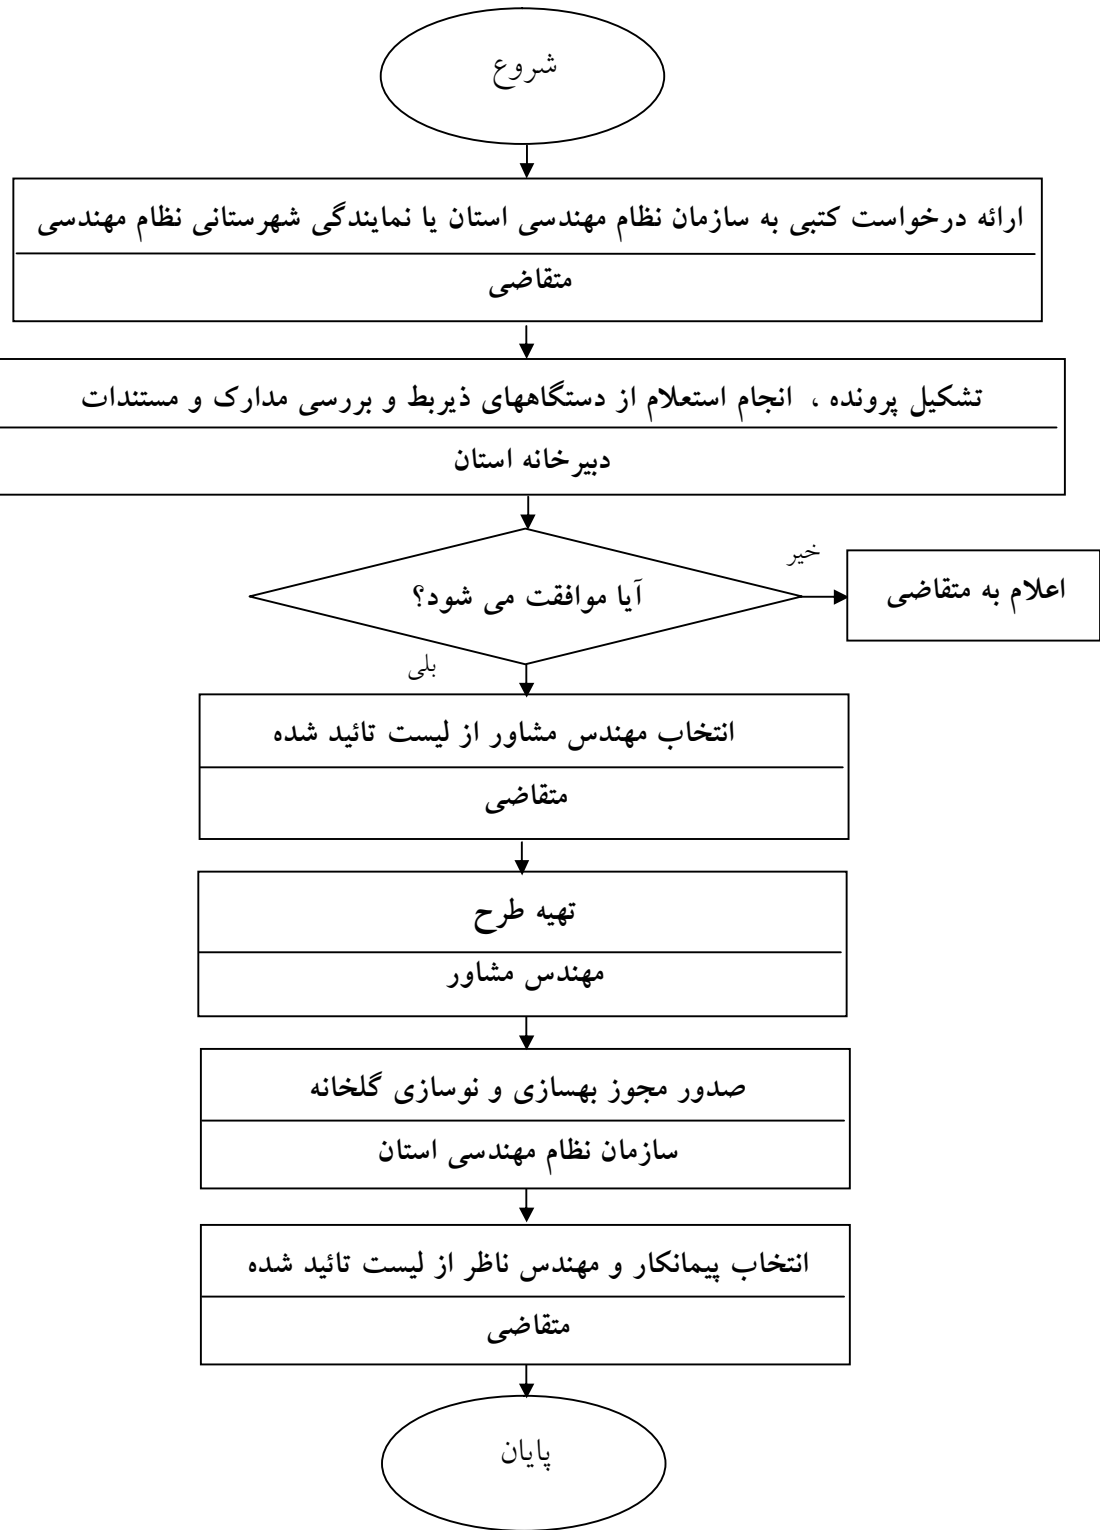 شروع
ارائه درخواست کتبی به سازمان نظام مهندسی استان یا نمایندگی شهرستانی نظام مهندسی
متقاضی
تشکیل پرونده ، انجام استعلام از دستگاههای ذیربط و بررسی مدارک و مستندات
دبیرخانه استان
آیا موافقت می شود؟
خیر
اعلام به متقاضی
بلی
انتخاب مهندس مشاور از لیست تائید شده
متقاضی
تهیه طرح
مهندس مشاور
صدور مجوز بهسازی و نوسازی گلخانه
سازمان نظام مهندسی استان
انتخاب پیمانکار و مهندس ناظر از لیست تائید شده
متقاضی
پایان